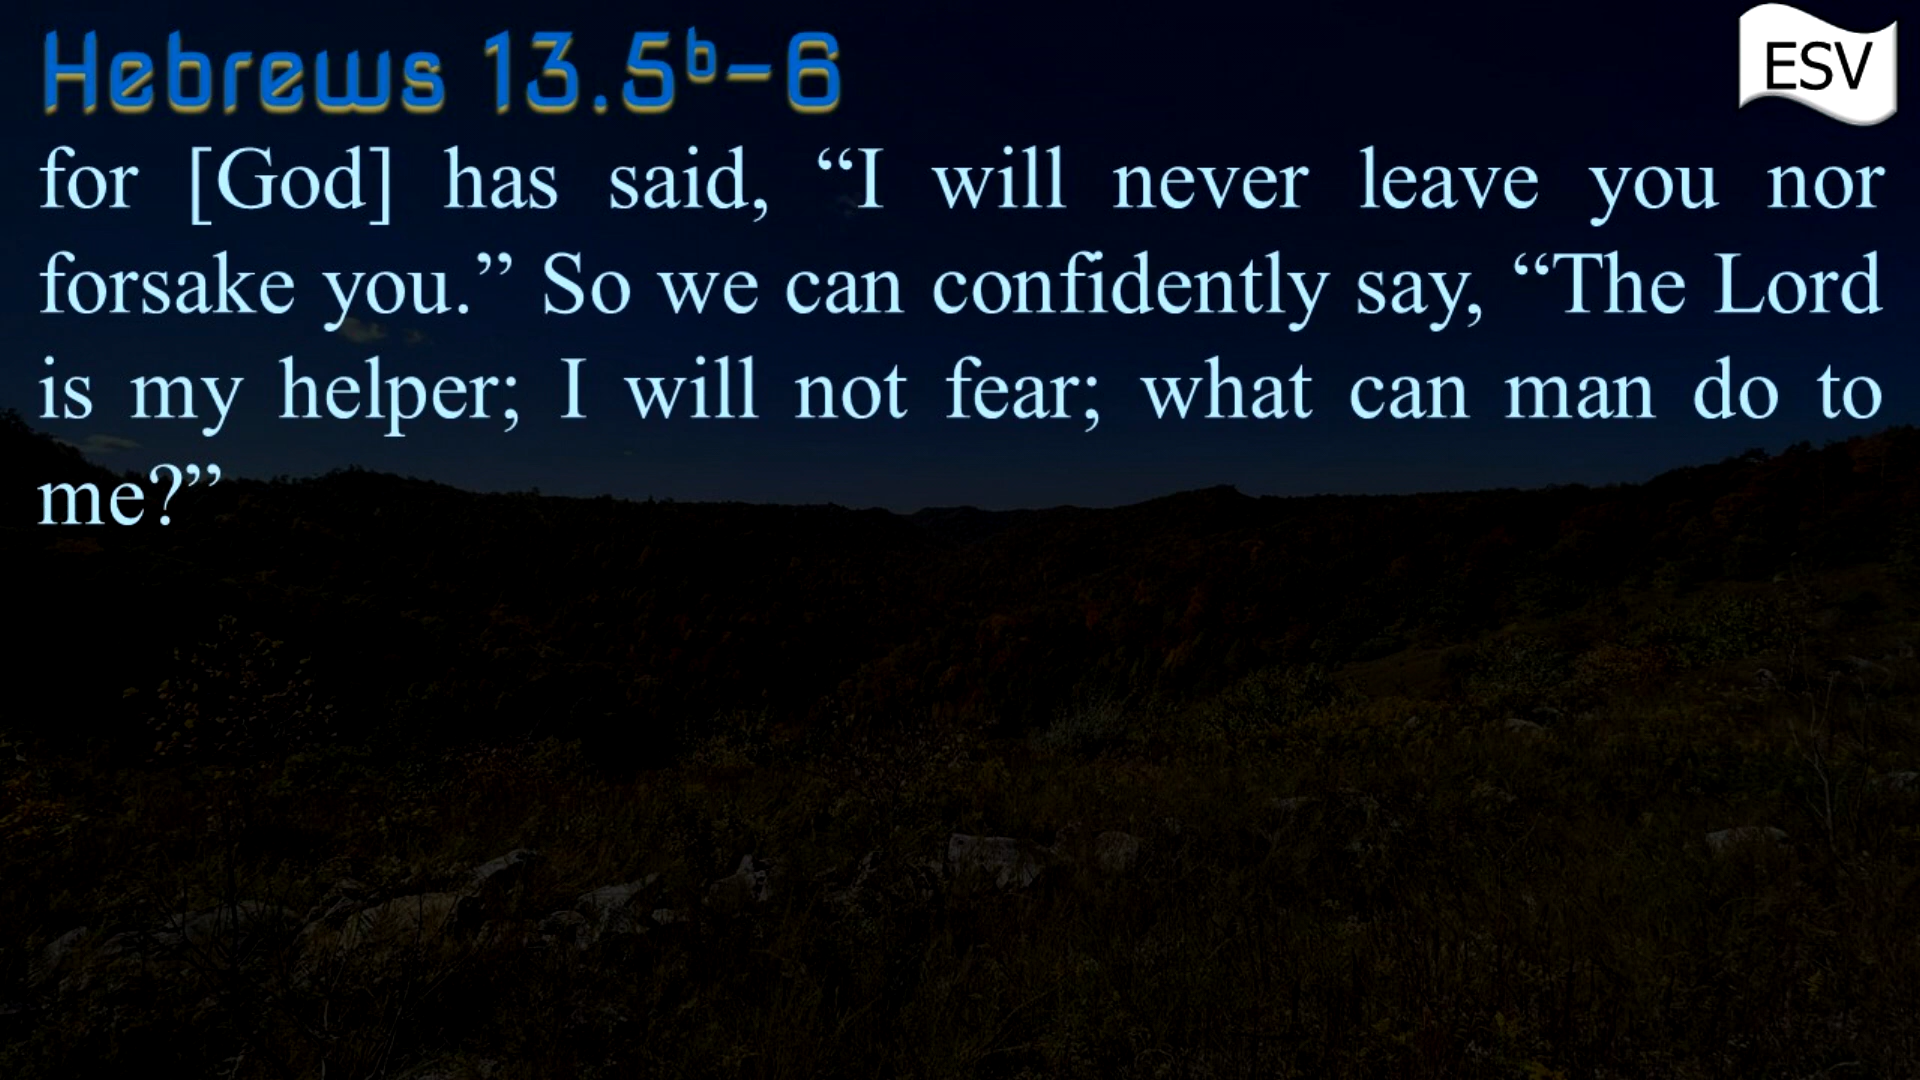 Hebrews 13.5ᵇ–6
ESV
for [God] has said, “I will never leave you nor
forsake you.” So we can confidently say, “The Lord
is my helper; I will not fear; what can man do to
me?”